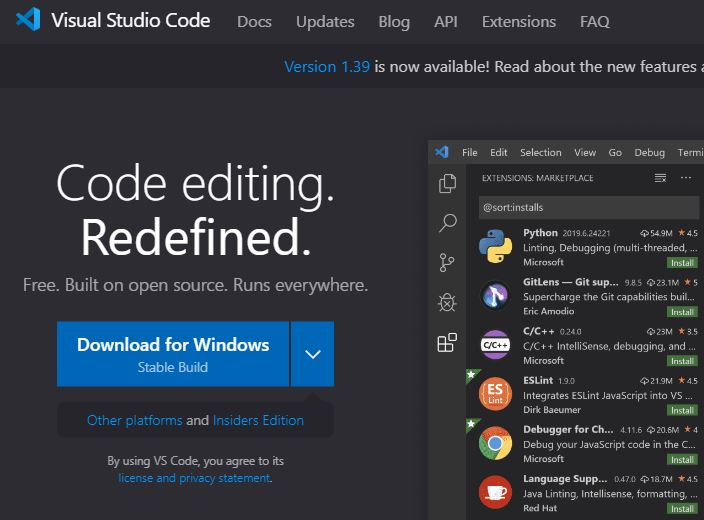 Visual Studio Code Docs Updates Blog API Extensions FAQ
Version 1.39 is now available! Read about the new features
Code editing.
Redefined.
Free. Built on open source. Runs everywhere.
Download for Windows
Stable Build
Other platforms and Insiders Edition
By using VS Code, you agree to its
license and privacy statement.
File Edit Selection View Go Debug
EXTENSIONS: MARKETPLACE ...
@sort:installs
Python 2019.6.24221 54.9M 4.5
Linting, Debugging (multi-threaded, ...
Microsoft Install
GitLens — Git sup... 9.8.5 23.1M 5
Supercharge the Git capabilities buil...
Eric Amodio Install
C/C++ 0.24.0 23M 3.5
C/C++ IntelliSense, debugging, and ...
Microsoft Install
C/C++
ESLint 1.9.0 21.9M 4.5
Integrates ESLint JavaScript into VS ...
Dirk Baeumer Install
ES
Lint
Debugger for Ch... 4.11.6 20.6M 4
Debug your JavaScript code in the C...
Microsoft Install
Language Supp... 0.47.0 18.7M 4.5
Java Linting, Intellisense, formatting, ...
Red Hat Install